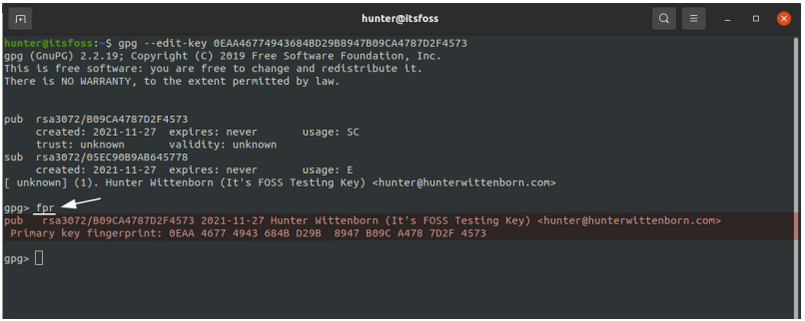 hunter@itsfoss
hunter@itsfoss:~$ gpg --edit-key 0EAA46774943684BD29B8947B09CA4787D2F4573
gpg (GnuPG) 2.2.19; Copyright (C) 2019 Free Software Foundation, Inc.
This is free software: you are free to change and redistribute it.
There is NO WARRANTY, to the extent permitted by law.
pub  rsa3072/B09CA4787D2F4573
     created: 2021-11-27  expires: never       usage: SC
     trust: unknown       validity: unknown
sub  rsa3072/05EC90B9AB645778
     created: 2021-11-27  expires: never       usage: E
[ unknown] (1). Hunter Wittenborn (It's FOSS Testing Key) <hunter@hunterwittenborn.com>
gpg> fpr
pub   rsa3072/B09CA4787D2F4573 2021-11-27 Hunter Wittenborn (It's FOSS Testing Key) <hunter@hunterwittenborn.com>
 Primary key fingerprint: 0EAA 4677 4943 684B D29B  8947 B09C A478 7D2F 4573
gpg>